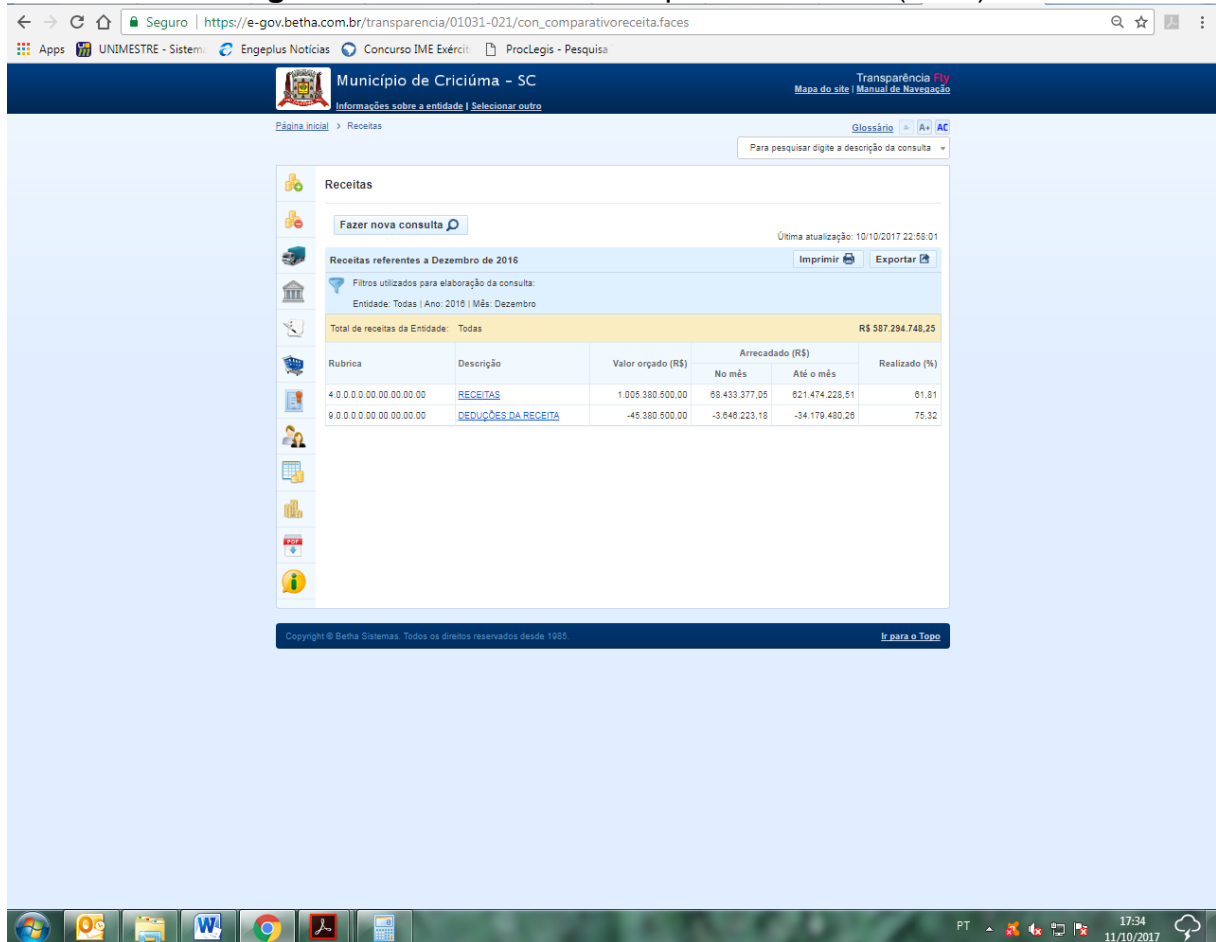 Seguro | https://e-gov.betha.com.br/transparencia/01031-021/con_comparativoreceita.faces
Apps UNIMESTRE - Sistem Engeplus Notícias Concurso IME Exércit ProcLegis - Pesquisa
Município de Criciúma - SC
Transparência Fly
Informações sobre a entidade | Selecionar outro
Mapa do site | Manual de Navegação
Página inicial > Receitas
Glossário A- A+ AC
Para pesquisar digite a descrição da consulta
Receitas
Fazer nova consulta
Última atualização: 10/10/2017 22:58:01
Receitas referentes a Dezembro de 2016
Imprimir Exportar
Filtros utilizados para elaboração da consulta:
Entidade: Todas | Ano: 2016 | Mês: Dezembro
Total de receitas da Entidade: Todas R$ 587.294.748,25
Rubrica Descrição Valor orçado (R$) Arrecadado (R$) Realizado (%)
No mês Até o mês
4.0.0.0.0.00.00.00.00.00 RECEITAS 1.005.380.500,00 68.433.377,05 621.474.228,51 61,81
9.0.0.0.0.00.00.00.00.00 DEDUÇÕES DA RECEITA -45.380.500,00 -3.646.223,18 -34.179.480,26 75,32
PDF
Copyright © Betha Sistemas. Todos os direitos reservados desde 1985.
Ir para o Topo
PT
17:34
11/10/2017